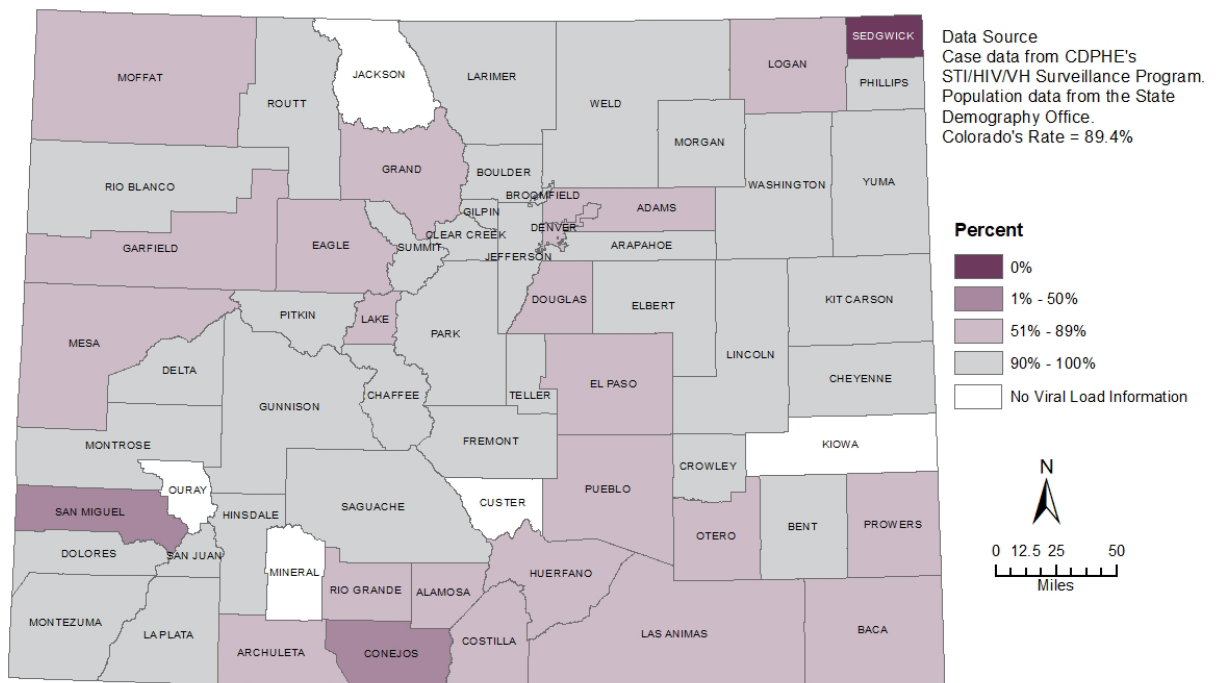 SEDGWICK
MOFFAT
JACKSON
LARIMER
LOGAN
ROUTT
WELD
PHILLIPS
MORGAN
GRAND
BOULDER
RIO BLANCO
WASHINGTON
YUMA
BROOMFIELD
GILPIN
ADAMS
DENVER
CLEAR CREEK
GARFIELD
EAGLE
SUMMIT
ARAPAHOE
JEFFERSON
DOUGLAS
ELBERT
KIT CARSON
PITKIN
LAKE
PARK
MESA
LINCOLN
DELTA
CHEYENNE
EL PASO
CHAFFEE
TELLER
GUNNISON
MONTROSE
FREMONT
KIOWA
CROWLEY
OURAY
PUEBLO
CUSTER
SAGUACHE
SAN MIGUEL
HINSDALE
BENT
PROWERS
OTERO
DOLORES
SAN JUAN
MINERAL
HUERFANO
RIO GRANDE
ALAMOSA
MONTEZUMA
LA PLATA
LAS ANIMAS
BACA
COSTILLA
ARCHULETA
CONEJOS
Data Source
Case data from CDPHE's
STI/HIV/VH Surveillance Program.
Population data from the State
Demography Office.
Colorado's Rate = 89.4%
Percent
0%
1% - 50%
51% - 89%
90% - 100%
No Viral Load Information
N
0 12.5 25 50
Miles